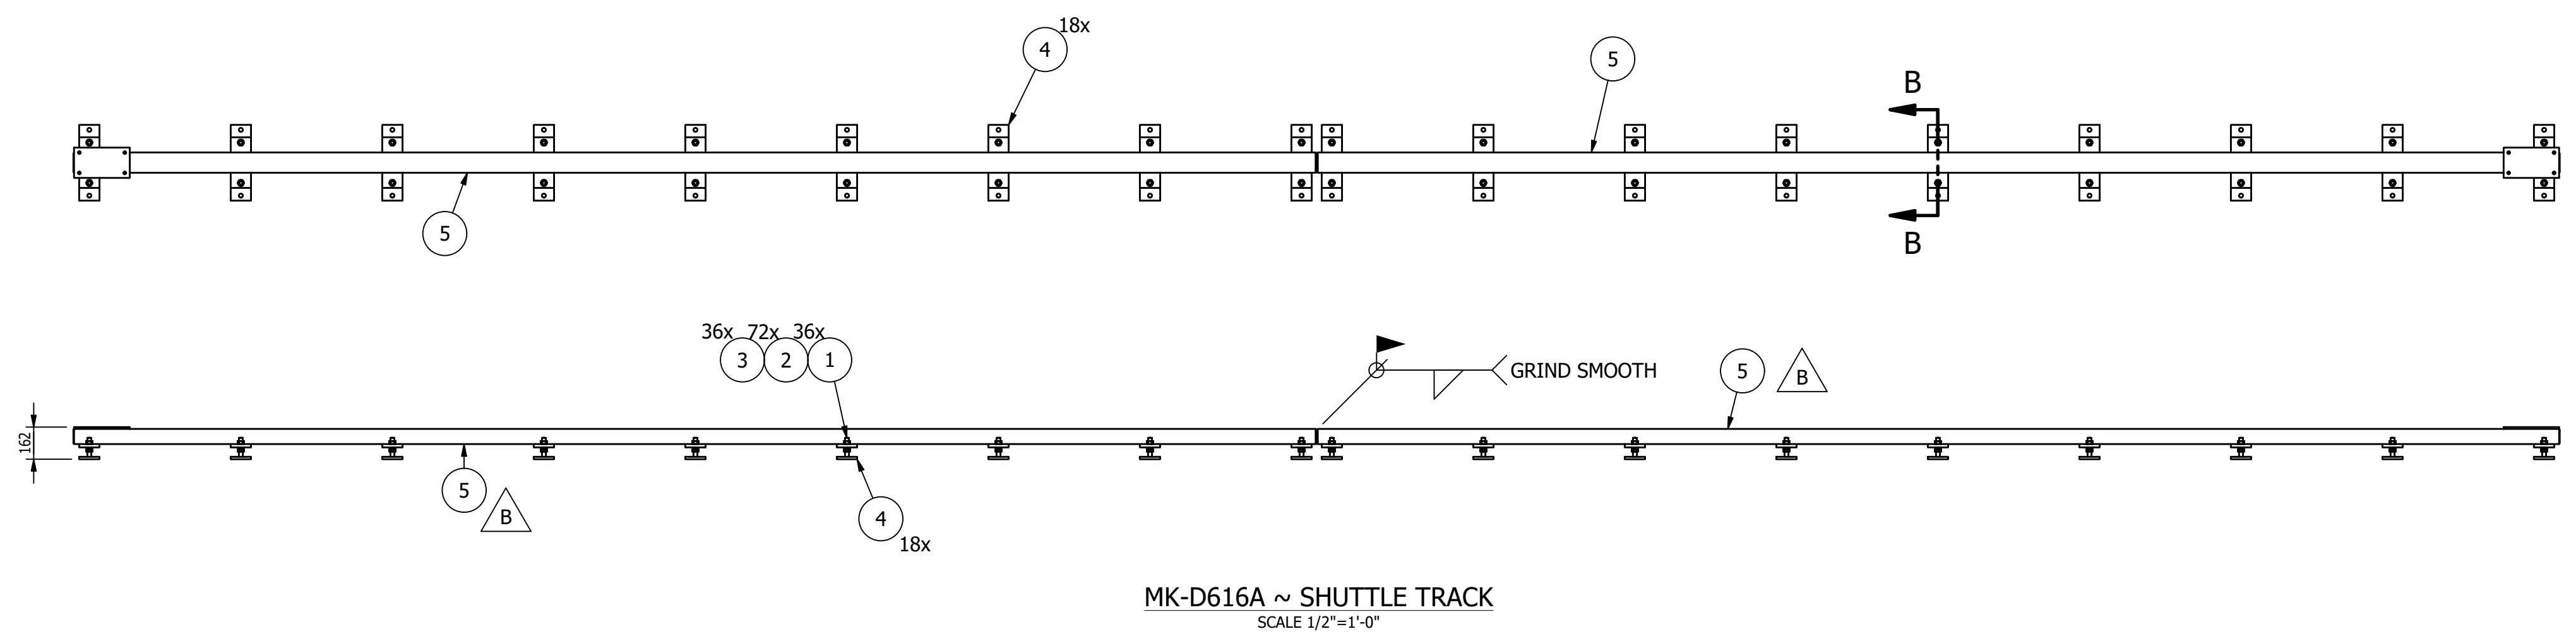 18x
4
5
B
B
5
36x 72x 36x
3 2 1
GRIND SMOOTH
5 B
162
5
B
4
18x
MK-D616A ~ SHUTTLE TRACK
SCALE 1/2"=1'-0"